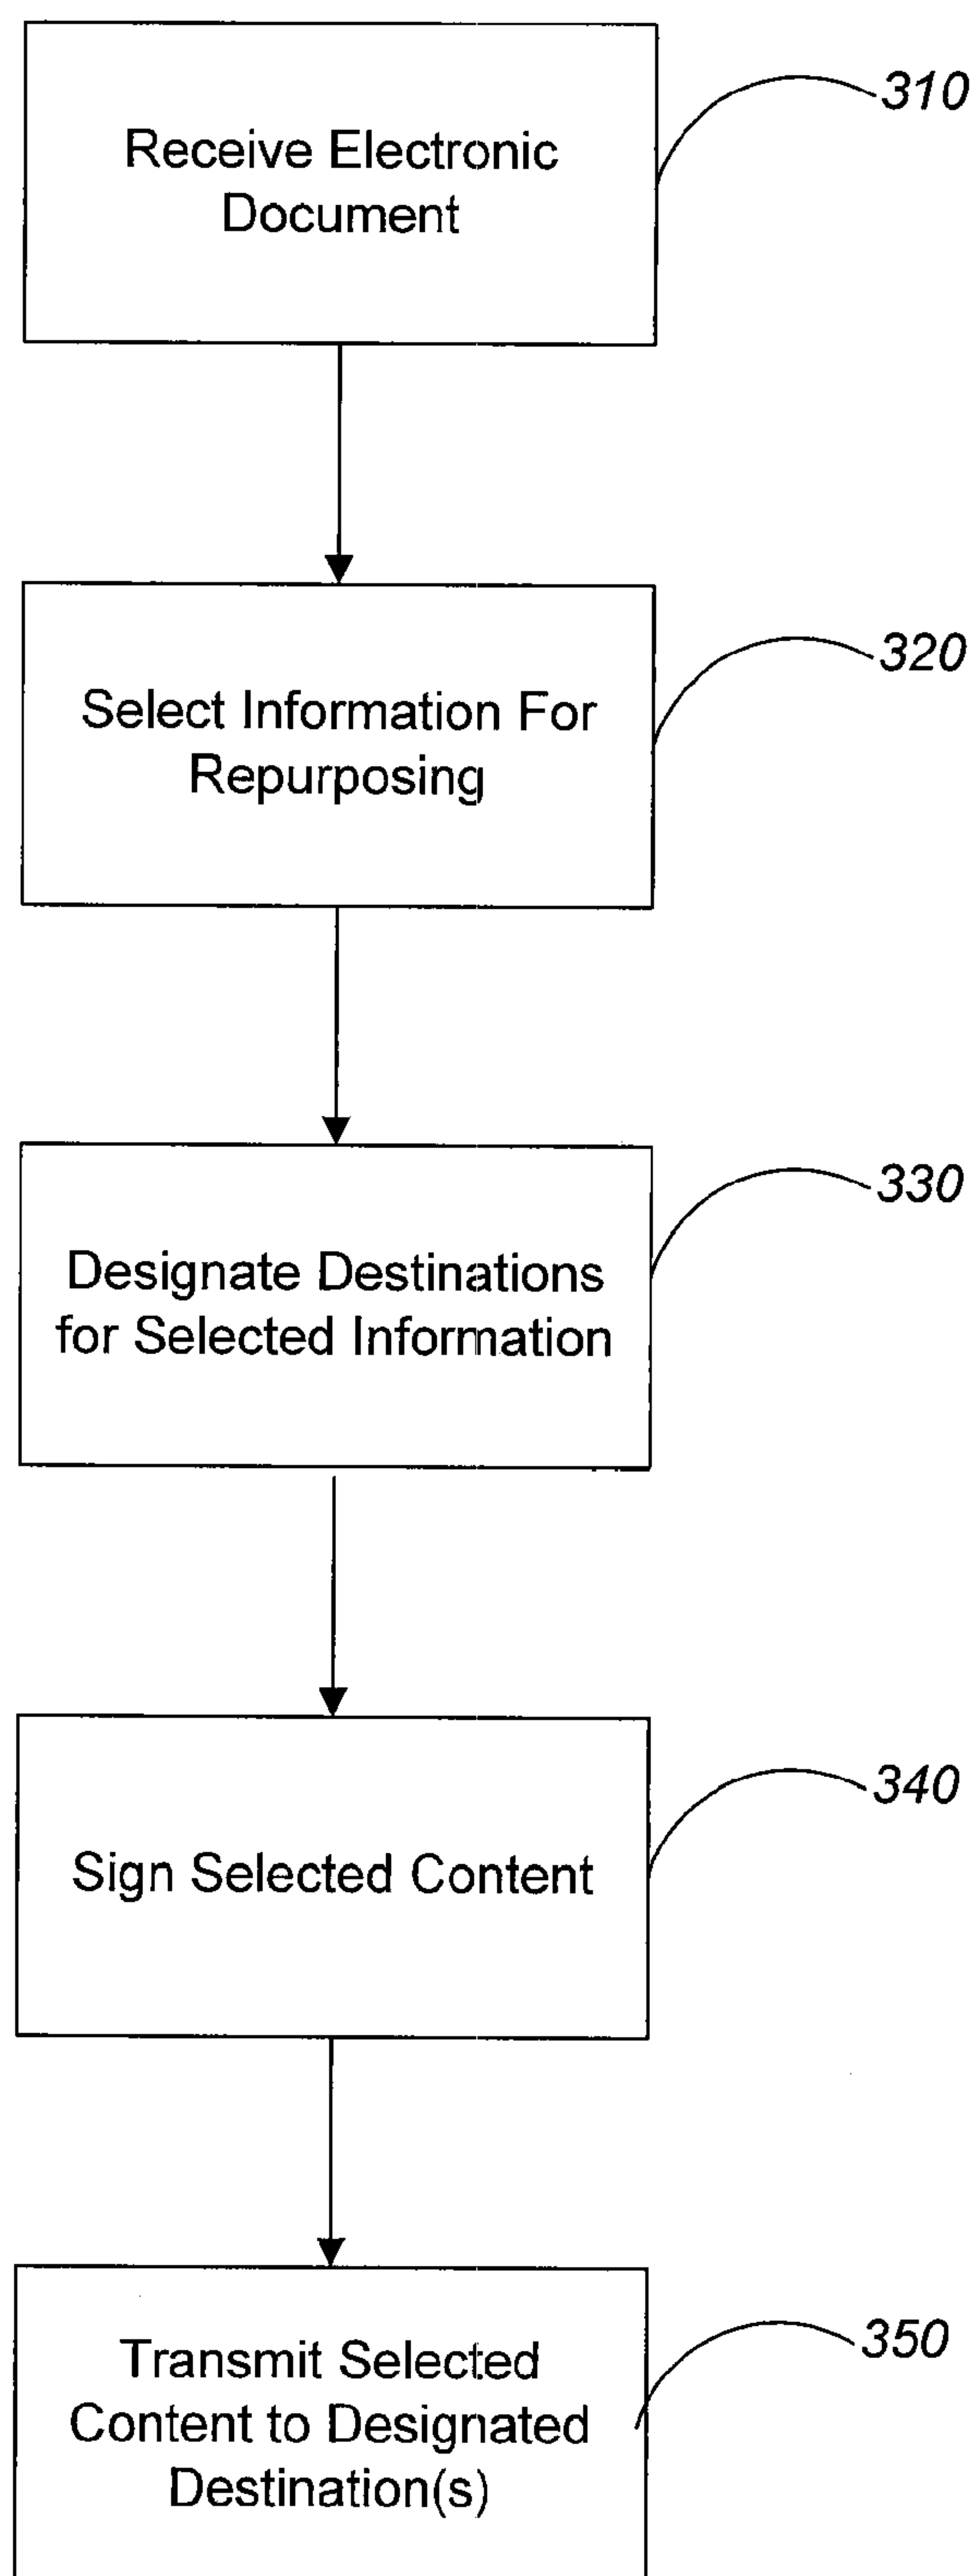 Receive Electronic
Document
310
Select Information For
Repurposing
320
Designate Destinations
for Selected Information
330
Sign Selected Content
340
Transmit Selected
Content to Designated
Destination(s)
350